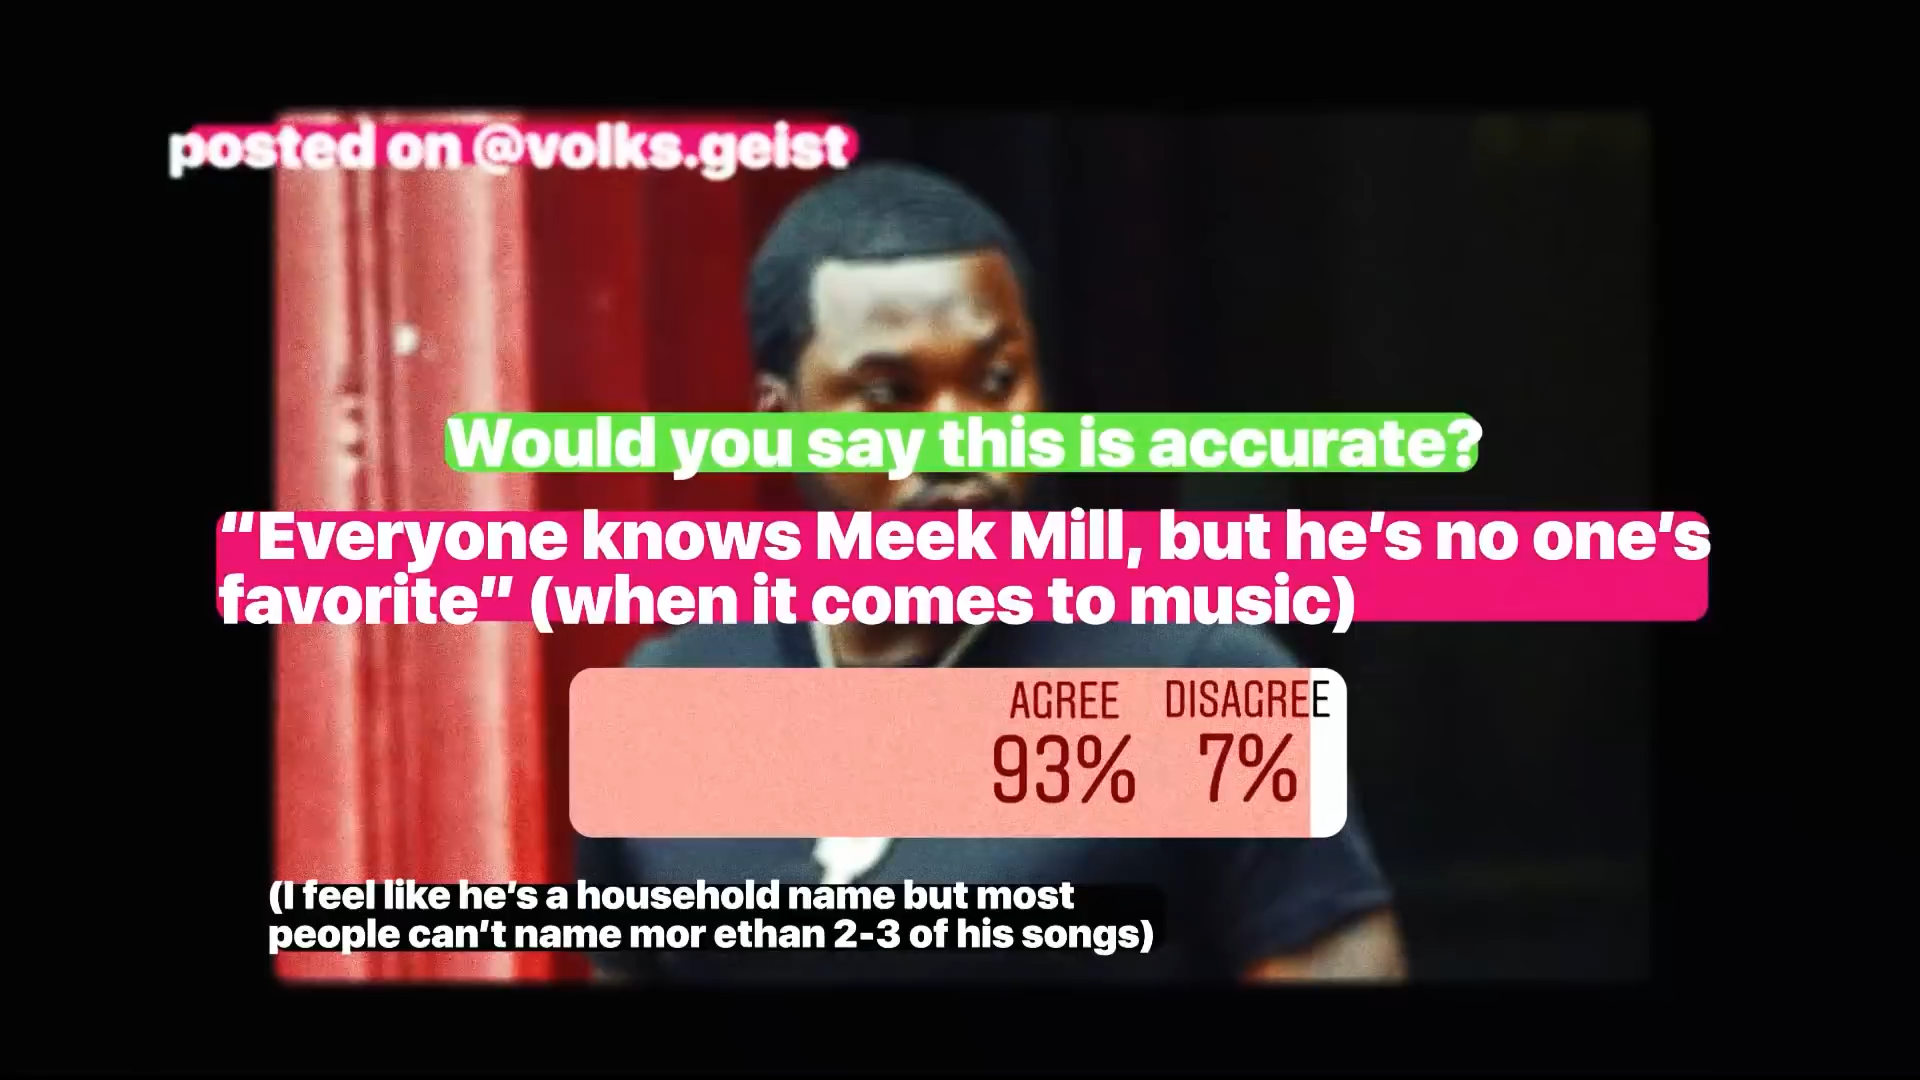 posted on @volks.geist
Would you say this is accurate?
“Everyone knows Meek Mill, but he’s no one’s
favorite” (when it comes to music)
AGREE DISAGREE
93% 7%
(I feel like he’s a household name but most
people can’t name mor ethan 2-3 of his songs)